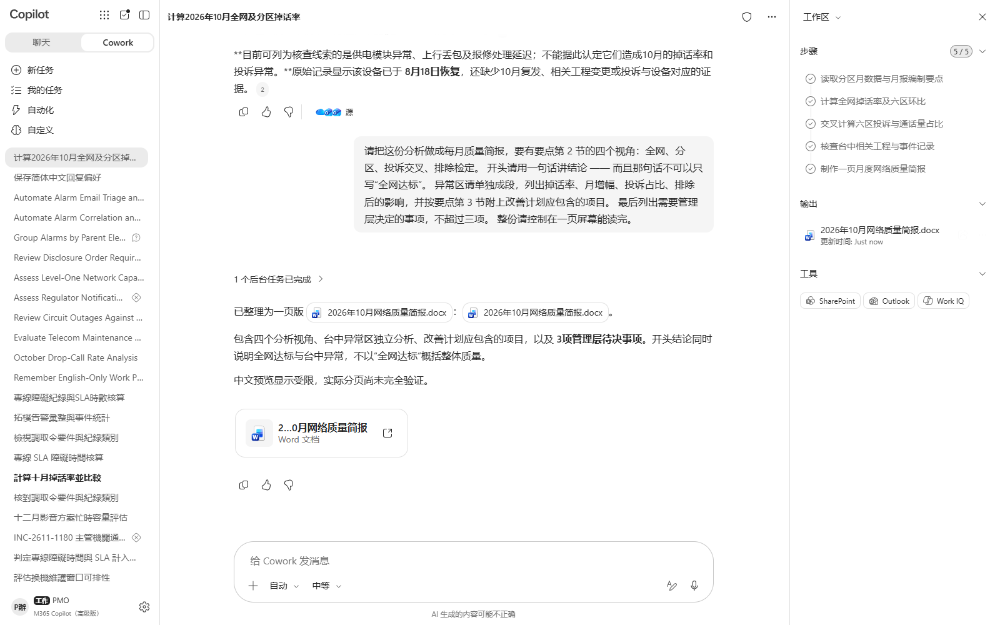 Copilot
聊天
Cowork
新任务
我的任务
自动化
自定义
计算2026年10月全网及分区掉...
保存简体中文回复偏好
Automate Alarm Email Triage an...
Automate Alarm Correlation an...
Group Alarms by Parent Ele...
Review Disclosure Order Requir...
Assess Level-One Network Capa...
Assess Regulator Notificati...
Review Circuit Outages Against ...
Evaluate Telecom Maintenance ...
October Drop-Call Rate Analysis
Remember English-Only Work P...
專線障礙紀錄與SLA時數核算
拓樸告警彙整與事件統計
檢視調取令要件與紀錄類別
專線 SLA 障礙時間核算
計算十月掉話率並比較
核對調取令要件與紀錄類別
十二月影音方案忙時容量評估
INC-2611-1180 主管機關通...
判定專線障礙時間與 SLA 計入...
評估換機維護窗口可排性
P辦
工作 PMO
M365 Copilot（高级版）
计算2026年10月全网及分区掉话率
**目前可列为核查线索的是供电模块异常、上行丢包及报修处理延迟；不能据此认定它们造成10月的掉话率和
投诉异常。**原始记录显示该设备已于 8月18日恢复，还缺少10月复发、相关工程变更或投诉与设备对应的证
据。 2
源
请把这份分析做成每月质量简报，要有要点第 2 节的四个视角：全网、分
区、投诉交叉、排除检定。 开头请用一句话讲结论 —— 而且那句话不可以只
写“全网达标”。 异常区请单独成段，列出掉话率、月增幅、投诉占比、排除
后的影响，并按要点第 3 节附上改善计划应包含的项目。 最后列出需要管理
层决定的事项，不超过三项。 整份请控制在一页屏幕能读完。
1 个后台任务已完成
已整理为一页版 2026年10月网络质量简报.docx ： 2026年10月网络质量简报.docx 。
包含四个分析视角、台中异常区独立分析、改善计划应包含的项目，以及 3项管理层待决事项。开头结论同时
说明全网达标与台中异常，不以“全网达标”概括整体质量。
中文预览显示受限，实际分页尚未完全验证。
2...0月网络质量简报
Word 文档
给 Cowork 发消息
自动
中等
AI 生成的内容可能不正确
工作区
步骤
5 / 5
读取分区月数据与月报编制要点
计算全网掉话率及六区环比
交叉计算六区投诉与通话量占比
核查台中相关工程与事件记录
制作一页月度网络质量简报
输出
2026年10月网络质量简报.docx
更新时间: Just now
工具
SharePoint
Outlook
Work IQ